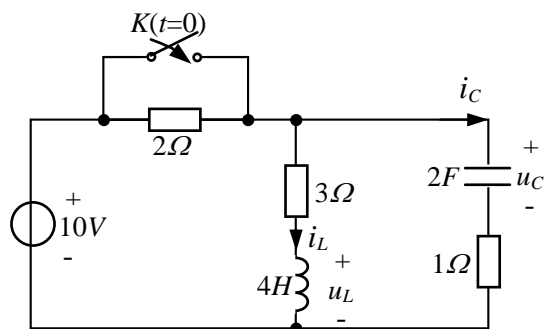 K(t=0)
2Ω
i_C
+
10V
-
3Ω
i_L
4H
+
u_L
-
2F
+
u_C
-
1Ω